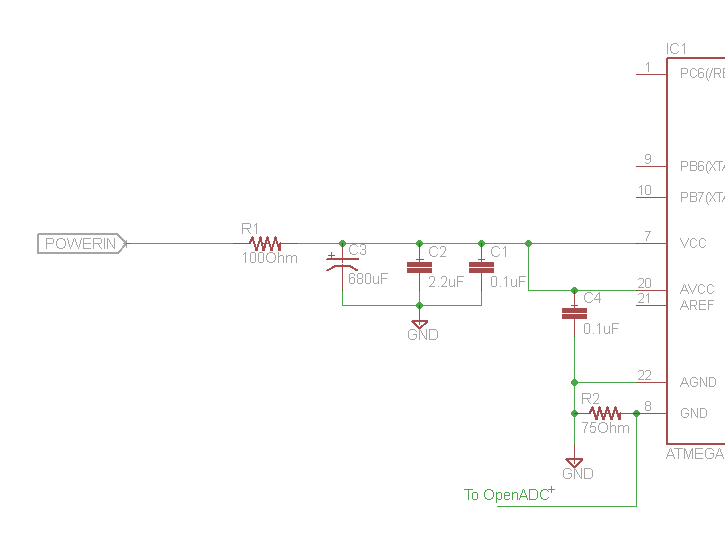 IC1
1 PC6(/RE
9 PB6(XTA
10 PB7(XTA
POWERIN
R1
10Ohm
+ C3
680uF
C2
2.2uF
C1
0.1uF
7 VCC
20 AVCC
21 AREF
C4
0.1uF
GND
22 AGND
R2
75Ohm
8 GND
ATMEGA
GND
To OpenADC+